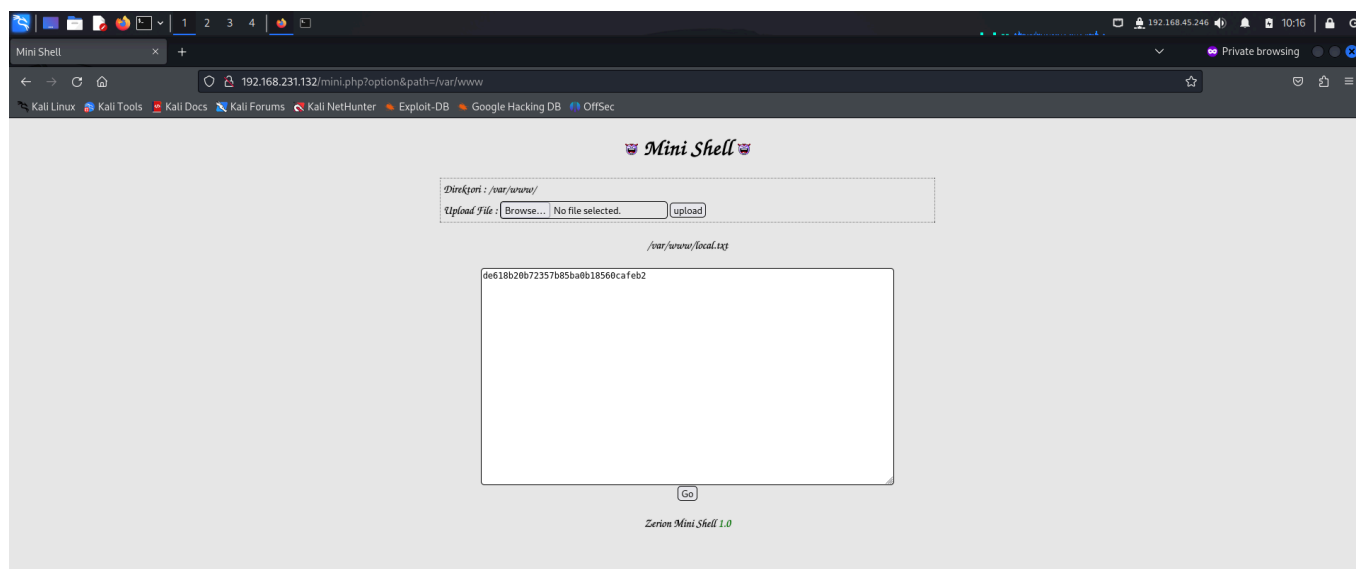 1 2 3 4
192.168.45.246
10:16
Mini Shell
Private browsing
192.168.231.132/mini.php?option&path=/var/www
Kali Linux Kali Tools Kali Docs Kali Forums Kali NetHunter Exploit-DB Google Hacking DB OffSec
Mini Shell
Direktori : /var/www/
Upload File : Browse... No file selected. upload
/var/www/local.txt
de618b20b72357b85ba0b18560cafeb2
Go
Zerion Mini Shell 1.0